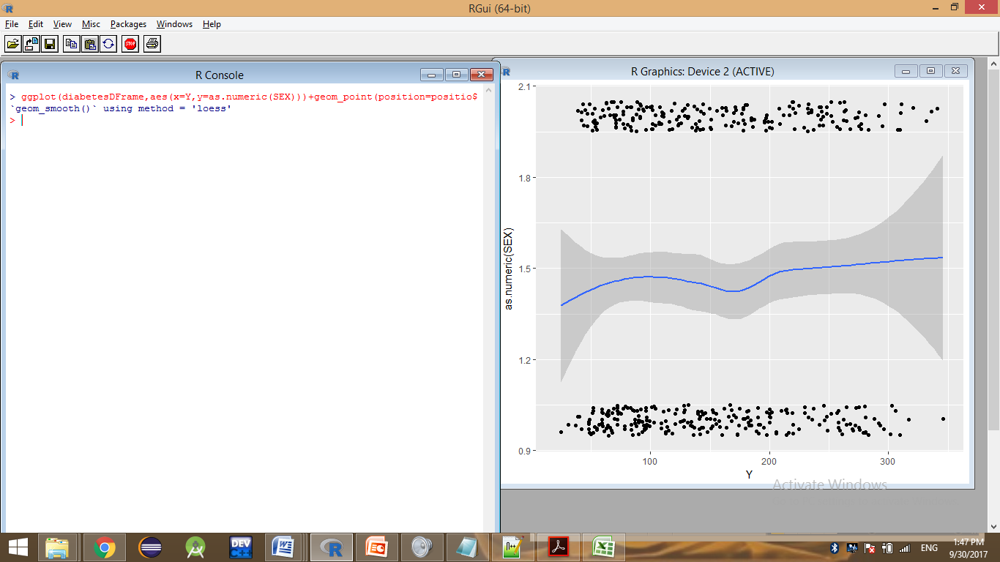 RGui (64-bit)
File Edit View Misc Packages Windows Help
STOP
R Console
> ggplot(diabetesDFrame,aes(x=Y,y=as.numeric(SEX)))+geom_point(position=positio$
`geom_smooth()` using method = 'loess'
>
R Graphics: Device 2 (ACTIVE)
2.1
1.8
1.5
1.2
0.9
as.numeric(SEX)
100 200 300
Y
Activate Windows
DEV
C++
ENG
1:47 PM
9/30/2017